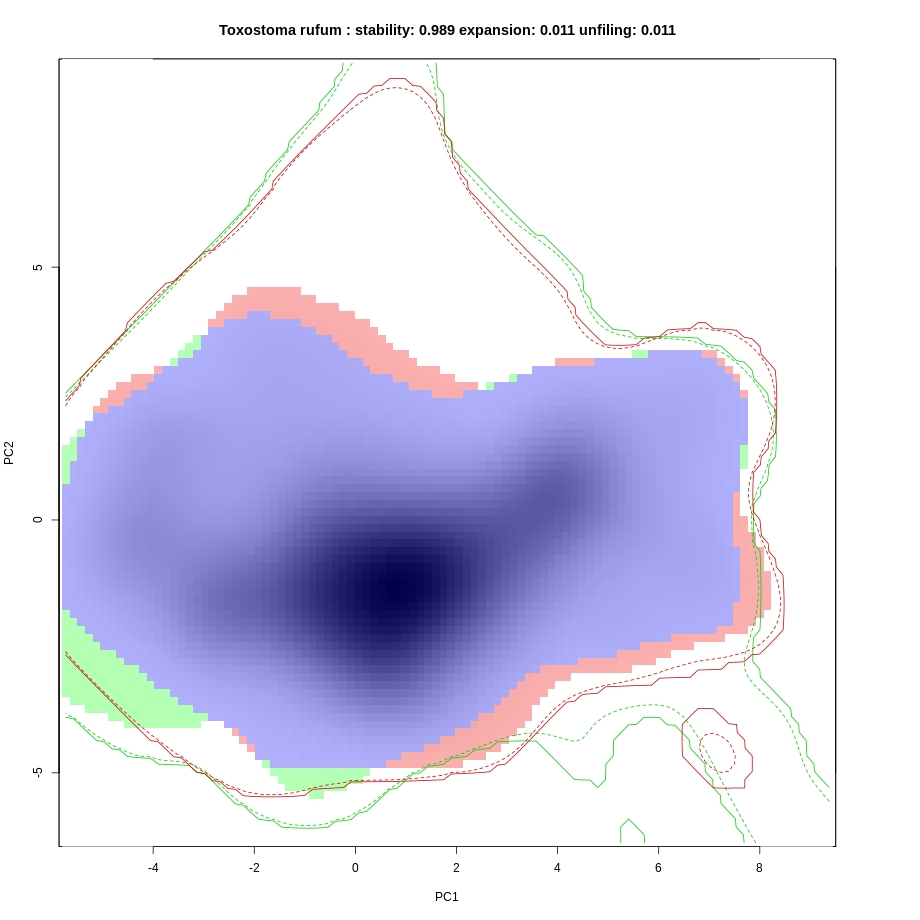 Toxostoma rufum : stability: 0.989 expansion: 0.011 unfiling: 0.011
5
0
-5
PC2
-4 -2 0 2 4 6 8
PC1